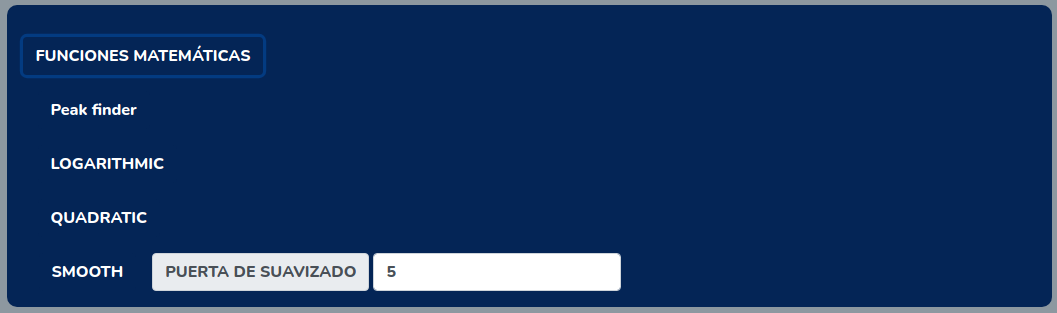 FUNCIONES MATEMÁTICAS
Peak finder
LOGARITHMIC
QUADRATIC
SMOOTH PUERTA DE SUAVIZADO 5